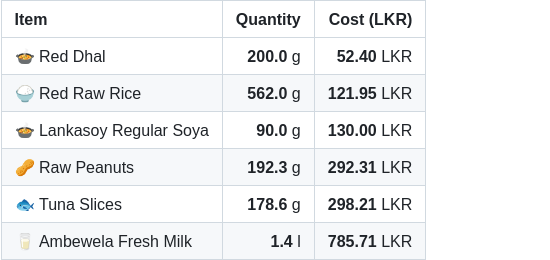 Item Quantity Cost (LKR)
Red Dhal 200.0 g 52.40 LKR
Red Raw Rice 562.0 g 121.95 LKR
Lankasoy Regular Soya 90.0 g 130.00 LKR
Raw Peanuts 192.3 g 292.31 LKR
Tuna Slices 178.6 g 298.21 LKR
Ambewela Fresh Milk 1.4 l 785.71 LKR